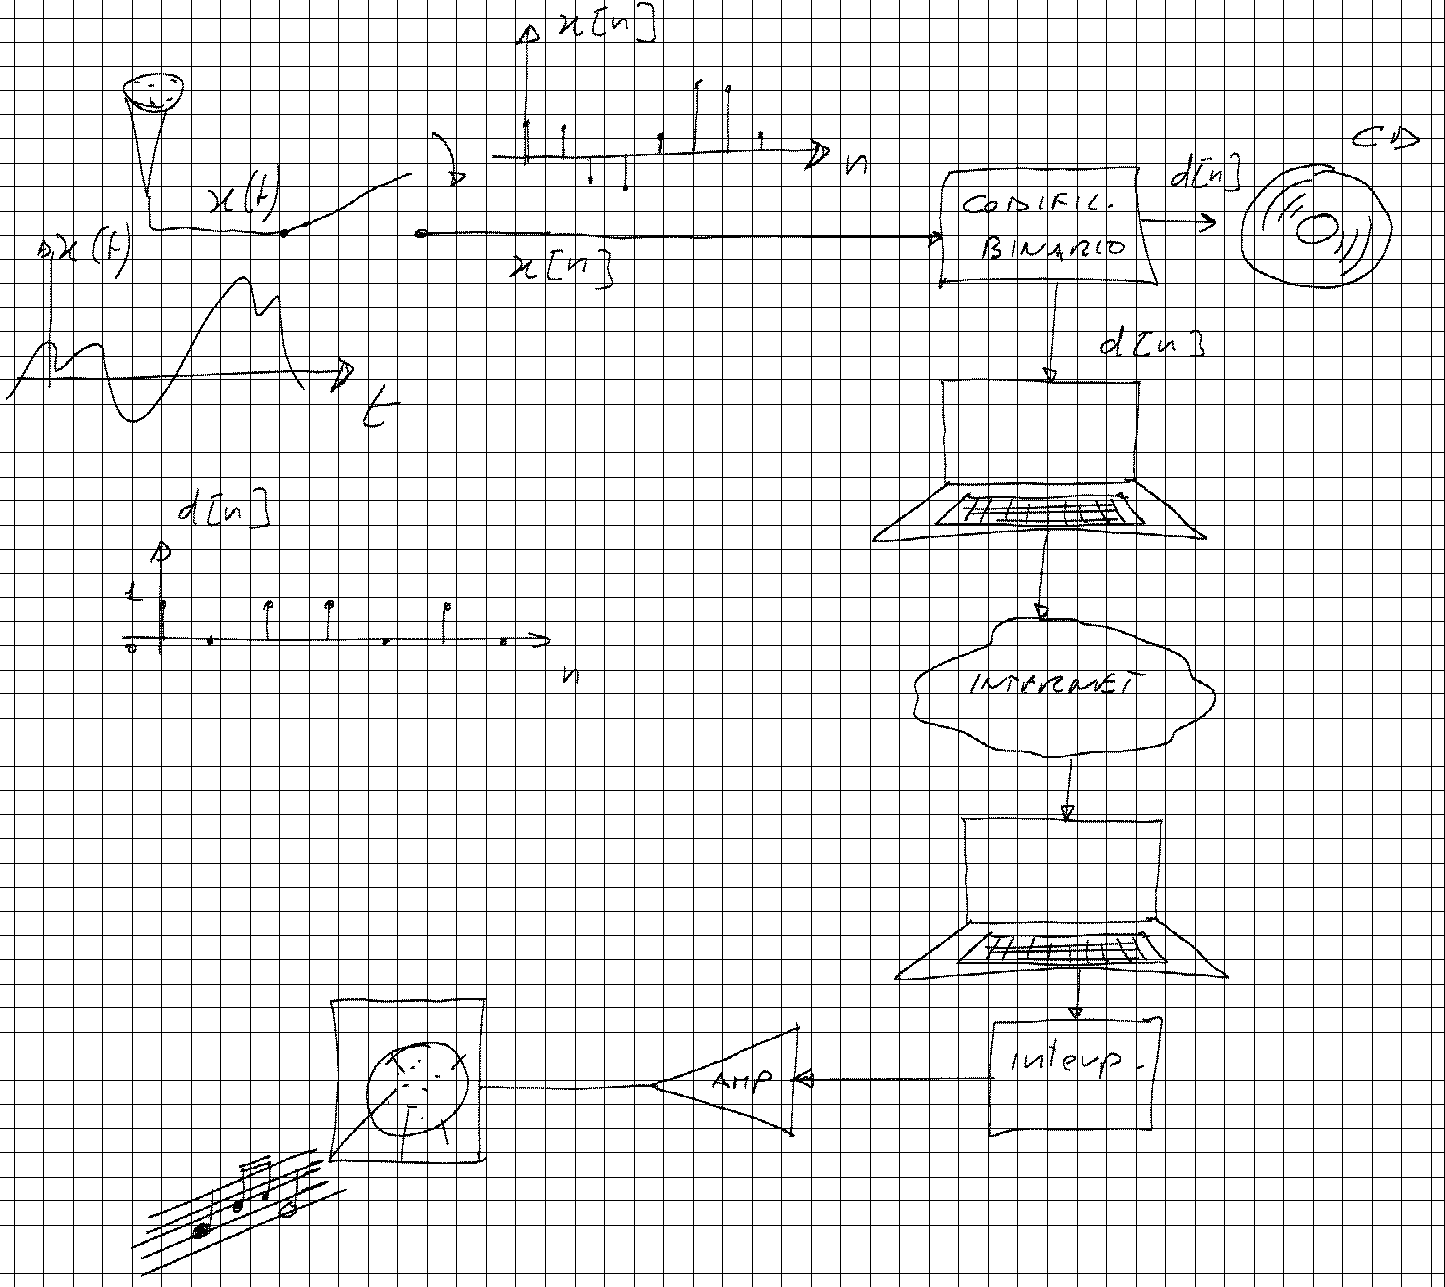 x[n]
CD
x(t)
n
d[n]
CODIFIC.
BINARIO
x(t)
x[n]
d[n]
t
d[n]
1
0
n
INTERNET
Interp.
AMP